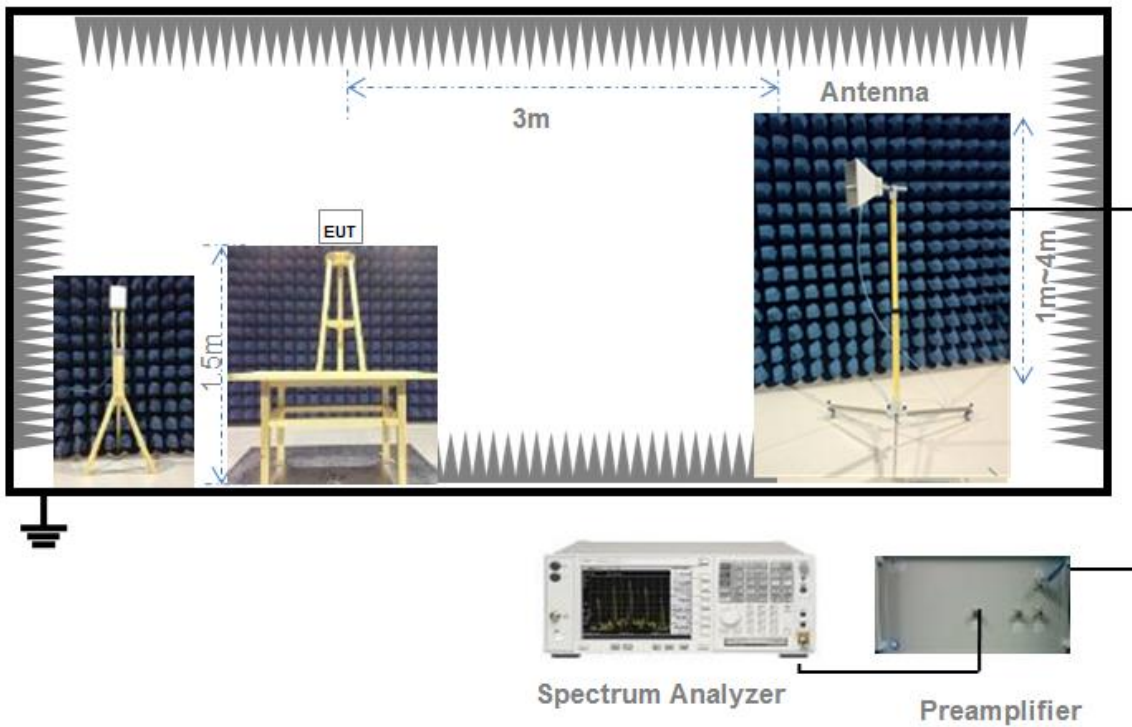 Antenna
3m
EUT
1.5m
1m~4m
Spectrum Analyzer
Preamplifier